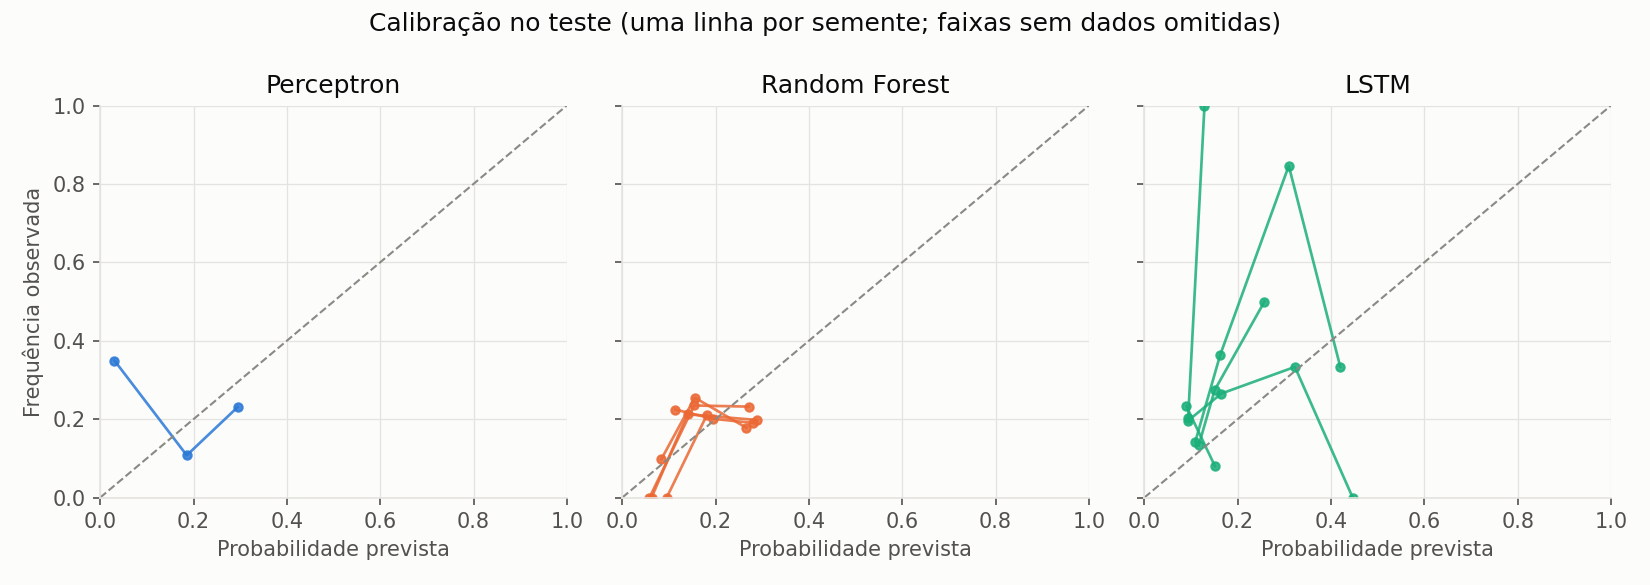 Calibração no teste (uma linha por semente; faixas sem dados omitidas)
Perceptron
Random Forest
LSTM
Frequência observada
1.0
0.8
0.6
0.4
0.2
0.0
0.0 0.2 0.4 0.6 0.8 1.0
Probabilidade prevista
0.0 0.2 0.4 0.6 0.8 1.0
Probabilidade prevista
0.0 0.2 0.4 0.6 0.8 1.0
Probabilidade prevista